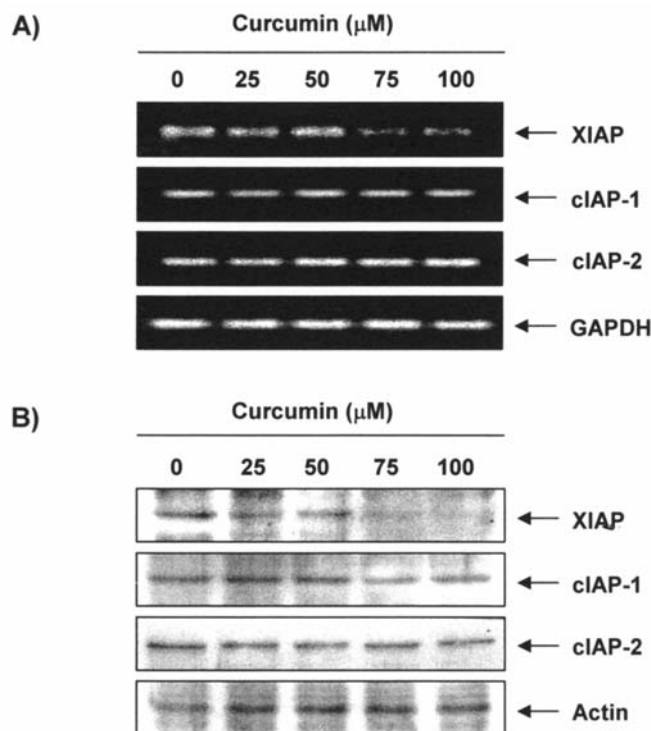 A)
Curcumin (μM)
0 25 50 75 100
XIAP
cIAP-1
cIAP-2
GAPDH
B)
Curcumin (μM)
0 25 50 75 100
XIAP
cIAP-1
cIAP-2
Actin